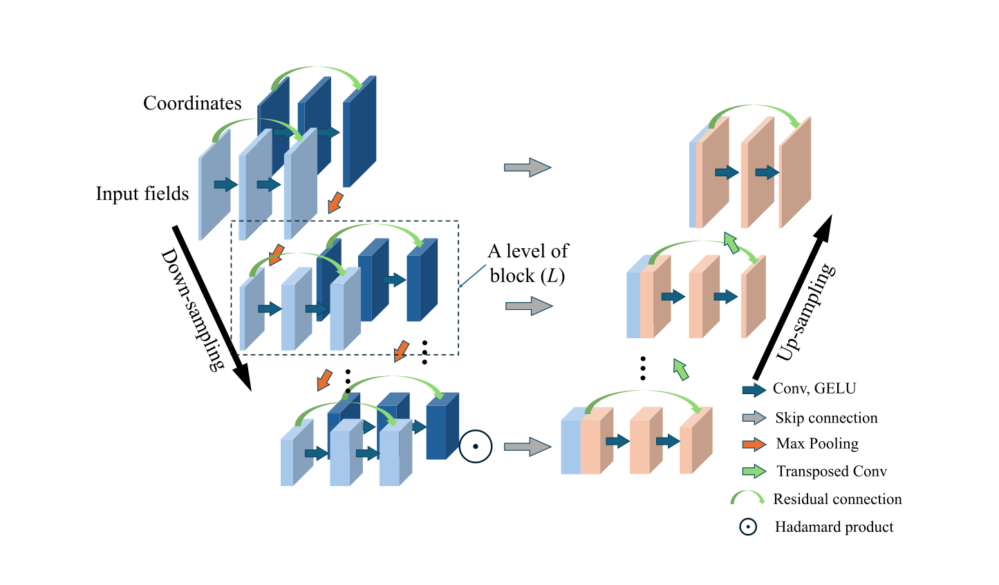 Coordinates
Input fields
Down-sampling
A level of
block (L)
Up-sampling
Conv, GELU
Skip connection
Max Pooling
Transposed Conv
Residual connection
Hadamard product